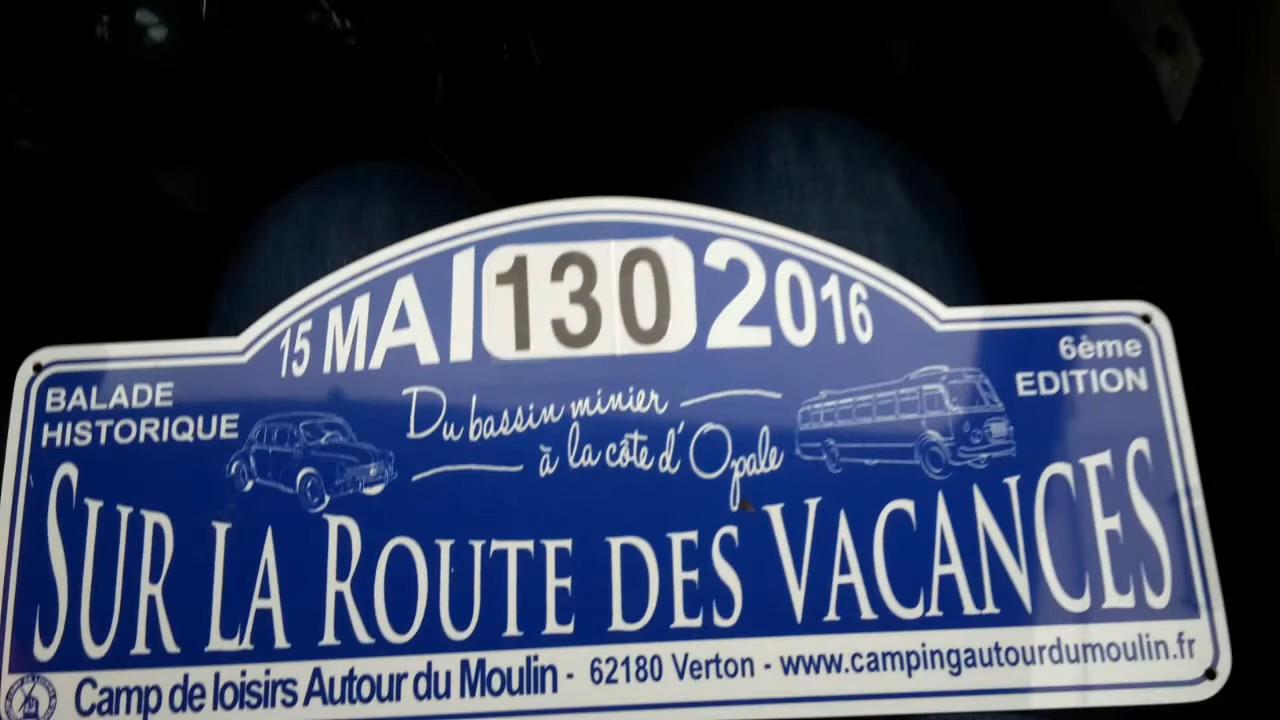 15 MAI 130 2016
BALADE
HISTORIQUE
Du bassin minier
à la côte d'Opale
6ème
EDITION
SUR LA ROUTE DES VACANCES
Camp de loisirs Autour du Moulin - 62180 Verton - www.campingautourdumoulin.fr